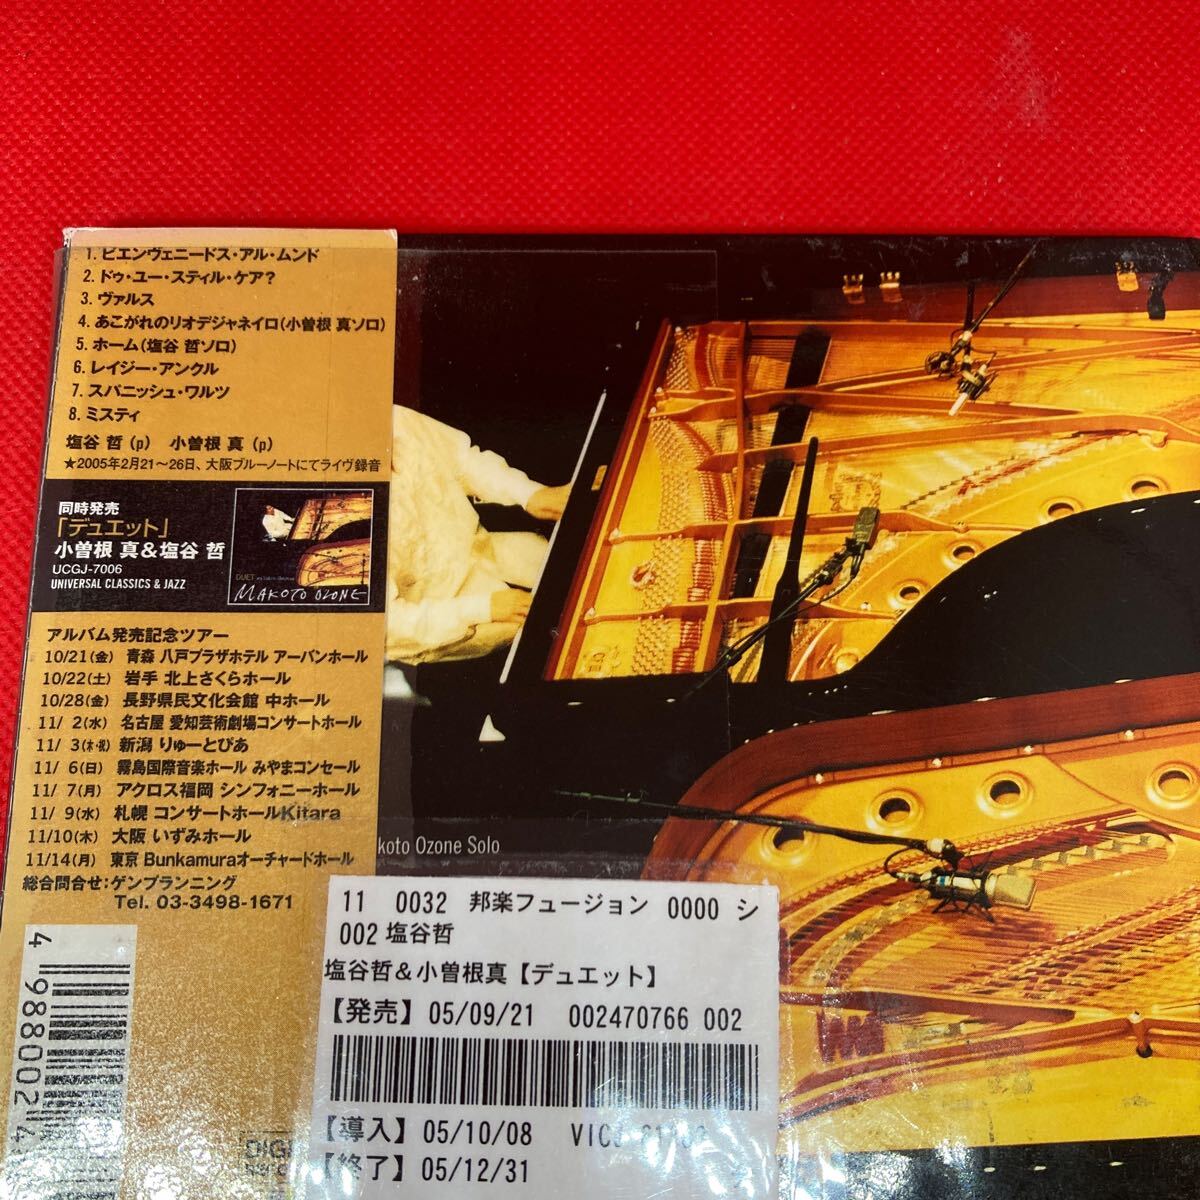 1. ビエンヴェニードス・アル・ムンド
2. ドゥ・ユー・スティル・ケア?
3. ヴァルス
4. あこがれのリオデジャネイロ(小曽根 真ソロ)
5. ホーム(塩谷 哲ソロ)
6. レイジー・アンクル
7. スパニッシュ・ワルツ
8. ミスティ
塩谷 哲 (p) 小曽根 真 (p)
★2005年2月21~26日、大阪ブルーノートにてライヴ録音
同時発売
「デュエット」
小曽根 真&塩谷 哲
UCGJ-7006
UNIVERSAL CLASSICS & JAZZ
DUET
MAKOTO OZONE
アルバム発売記念ツアー
10/21(金) 青森 八戸プラザホテル アーバンホール
10/22(土) 岩手 北上さくらホール
10/28(金) 長野県民文化会館 中ホール
11/ 2(水) 名古屋 愛知芸術劇場コンサートホール
11/ 3(木・祝) 新潟 りゅーとぴあ
11/ 6(日) 霧島国際音楽ホール みやまコンセール
11/ 7(月) アクロス福岡 シンフォニーホール
11/ 9(水) 札幌 コンサートホールKitara
11/10(木) 大阪 いずみホール
11/14(月) 東京 Bunkamuraオーチャードホール
総合問合せ:ゲンプランニング
Tel. 03-3498-1671
koto Ozone Solo
4 988002 4
11 0032 邦楽フュージョン 0000 シ
002 塩谷哲
塩谷哲&小曽根真【デュエット】
【発売】05/09/21 002470766 002
【導入】05/10/08
【終了】05/12/31